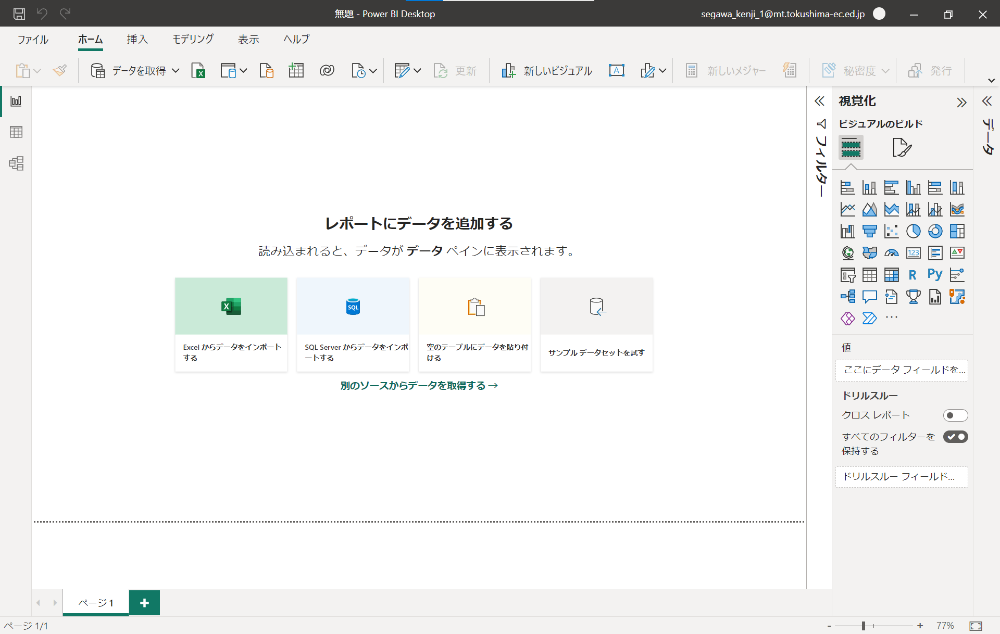 無題 - Power BI Desktop
segawa_kenji_1@mt.tokushima-ec.ed.jp
ファイル ホーム 挿入 モデリング 表示 ヘルプ
データを取得 更新 新しいビジュアル 新しいメジャー 秘密度 発行
レポートにデータを追加する
読み込まれると、データが データ ペインに表示されます。
SQL
Excel からデータをインポート
する
SQL Server からデータをインポ
ートする
空のテーブルにデータを貼り付
ける
サンプル データセットを試す
別のソースからデータを取得する →
フィルター
視覚化
ビジュアルのビルド
123
R Py
...
値
ここにデータ フィールドを...
ドリルスルー
クロス レポート
すべてのフィルターを
保持する
ドリルスルー フィールド...
データ
ページ 1
+
ページ 1/1
- + 77%